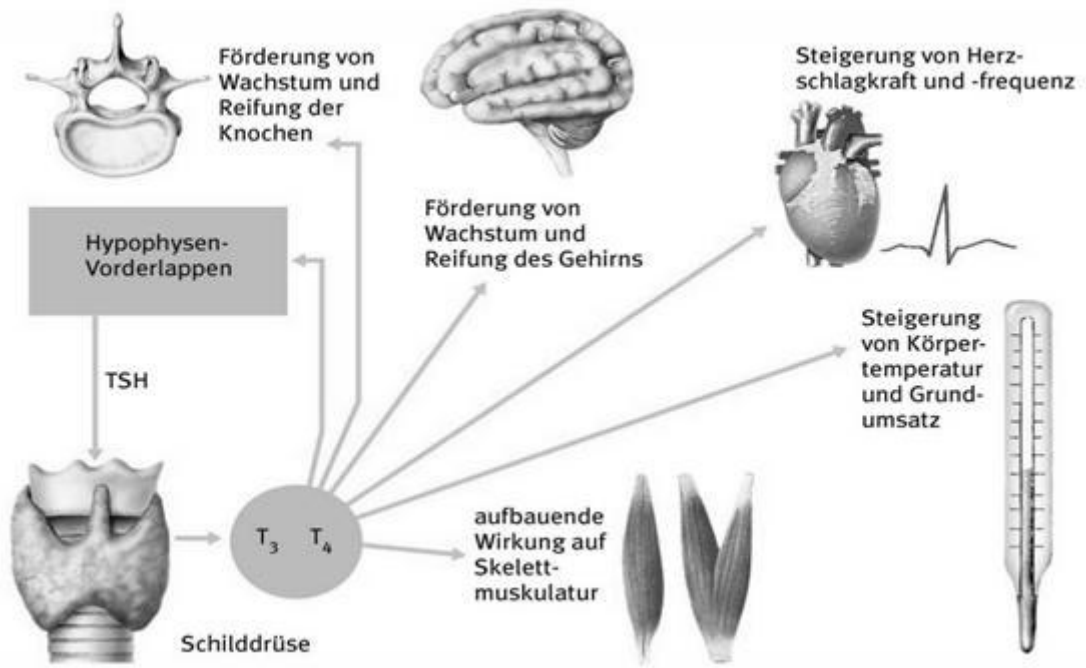 Förderung von
Wachstum und
Reifung der
Knochen
Steigerung von Herz-
schlagkraft und -frequenz
Förderung von
Wachstum und
Reifung des Gehirns
Hypophysen-
Vorderlappen
Steigerung
von Körper-
temperatur
und Grund-
umsatz
TSH
aufbauende
Wirkung auf
Skelett-
muskulatur
T₃ T₄
Schilddrüse